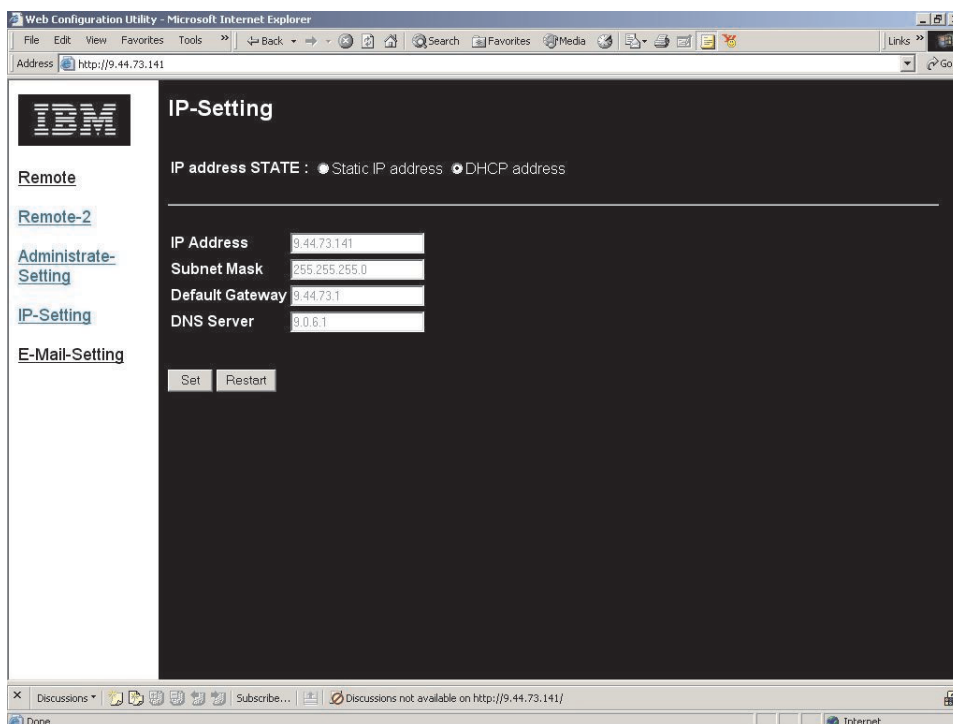 Web Configuration Utility - Microsoft Internet Explorer
File Edit View Favorites Tools » Back Search Favorites Media Links »
Address http://9.44.73.141 Go
IBM
Remote
Remote-2
Administrate-
Setting
IP-Setting
E-Mail-Setting
IP-Setting
IP address STATE : Static IP address DHCP address
IP Address 9.44.73.141
Subnet Mask 255.255.255.0
Default Gateway 9.44.73.1
DNS Server 9.0.6.1
Set Restart
Discussions Subscribe... Discussions not available on http://9.44.73.141/
Done Internet